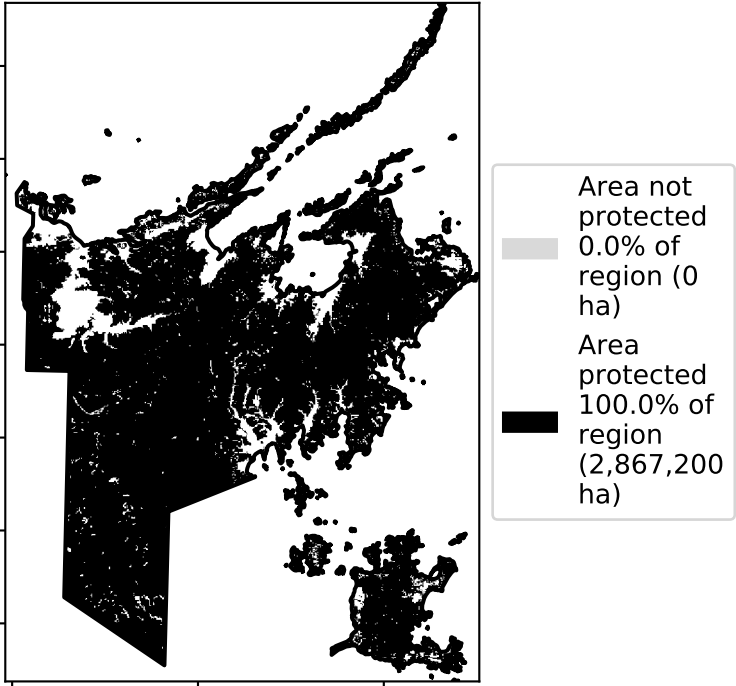 Area not
protected
0.0% of
region (0
ha)
Area
protected
100.0% of
region
(2,867,200
ha)